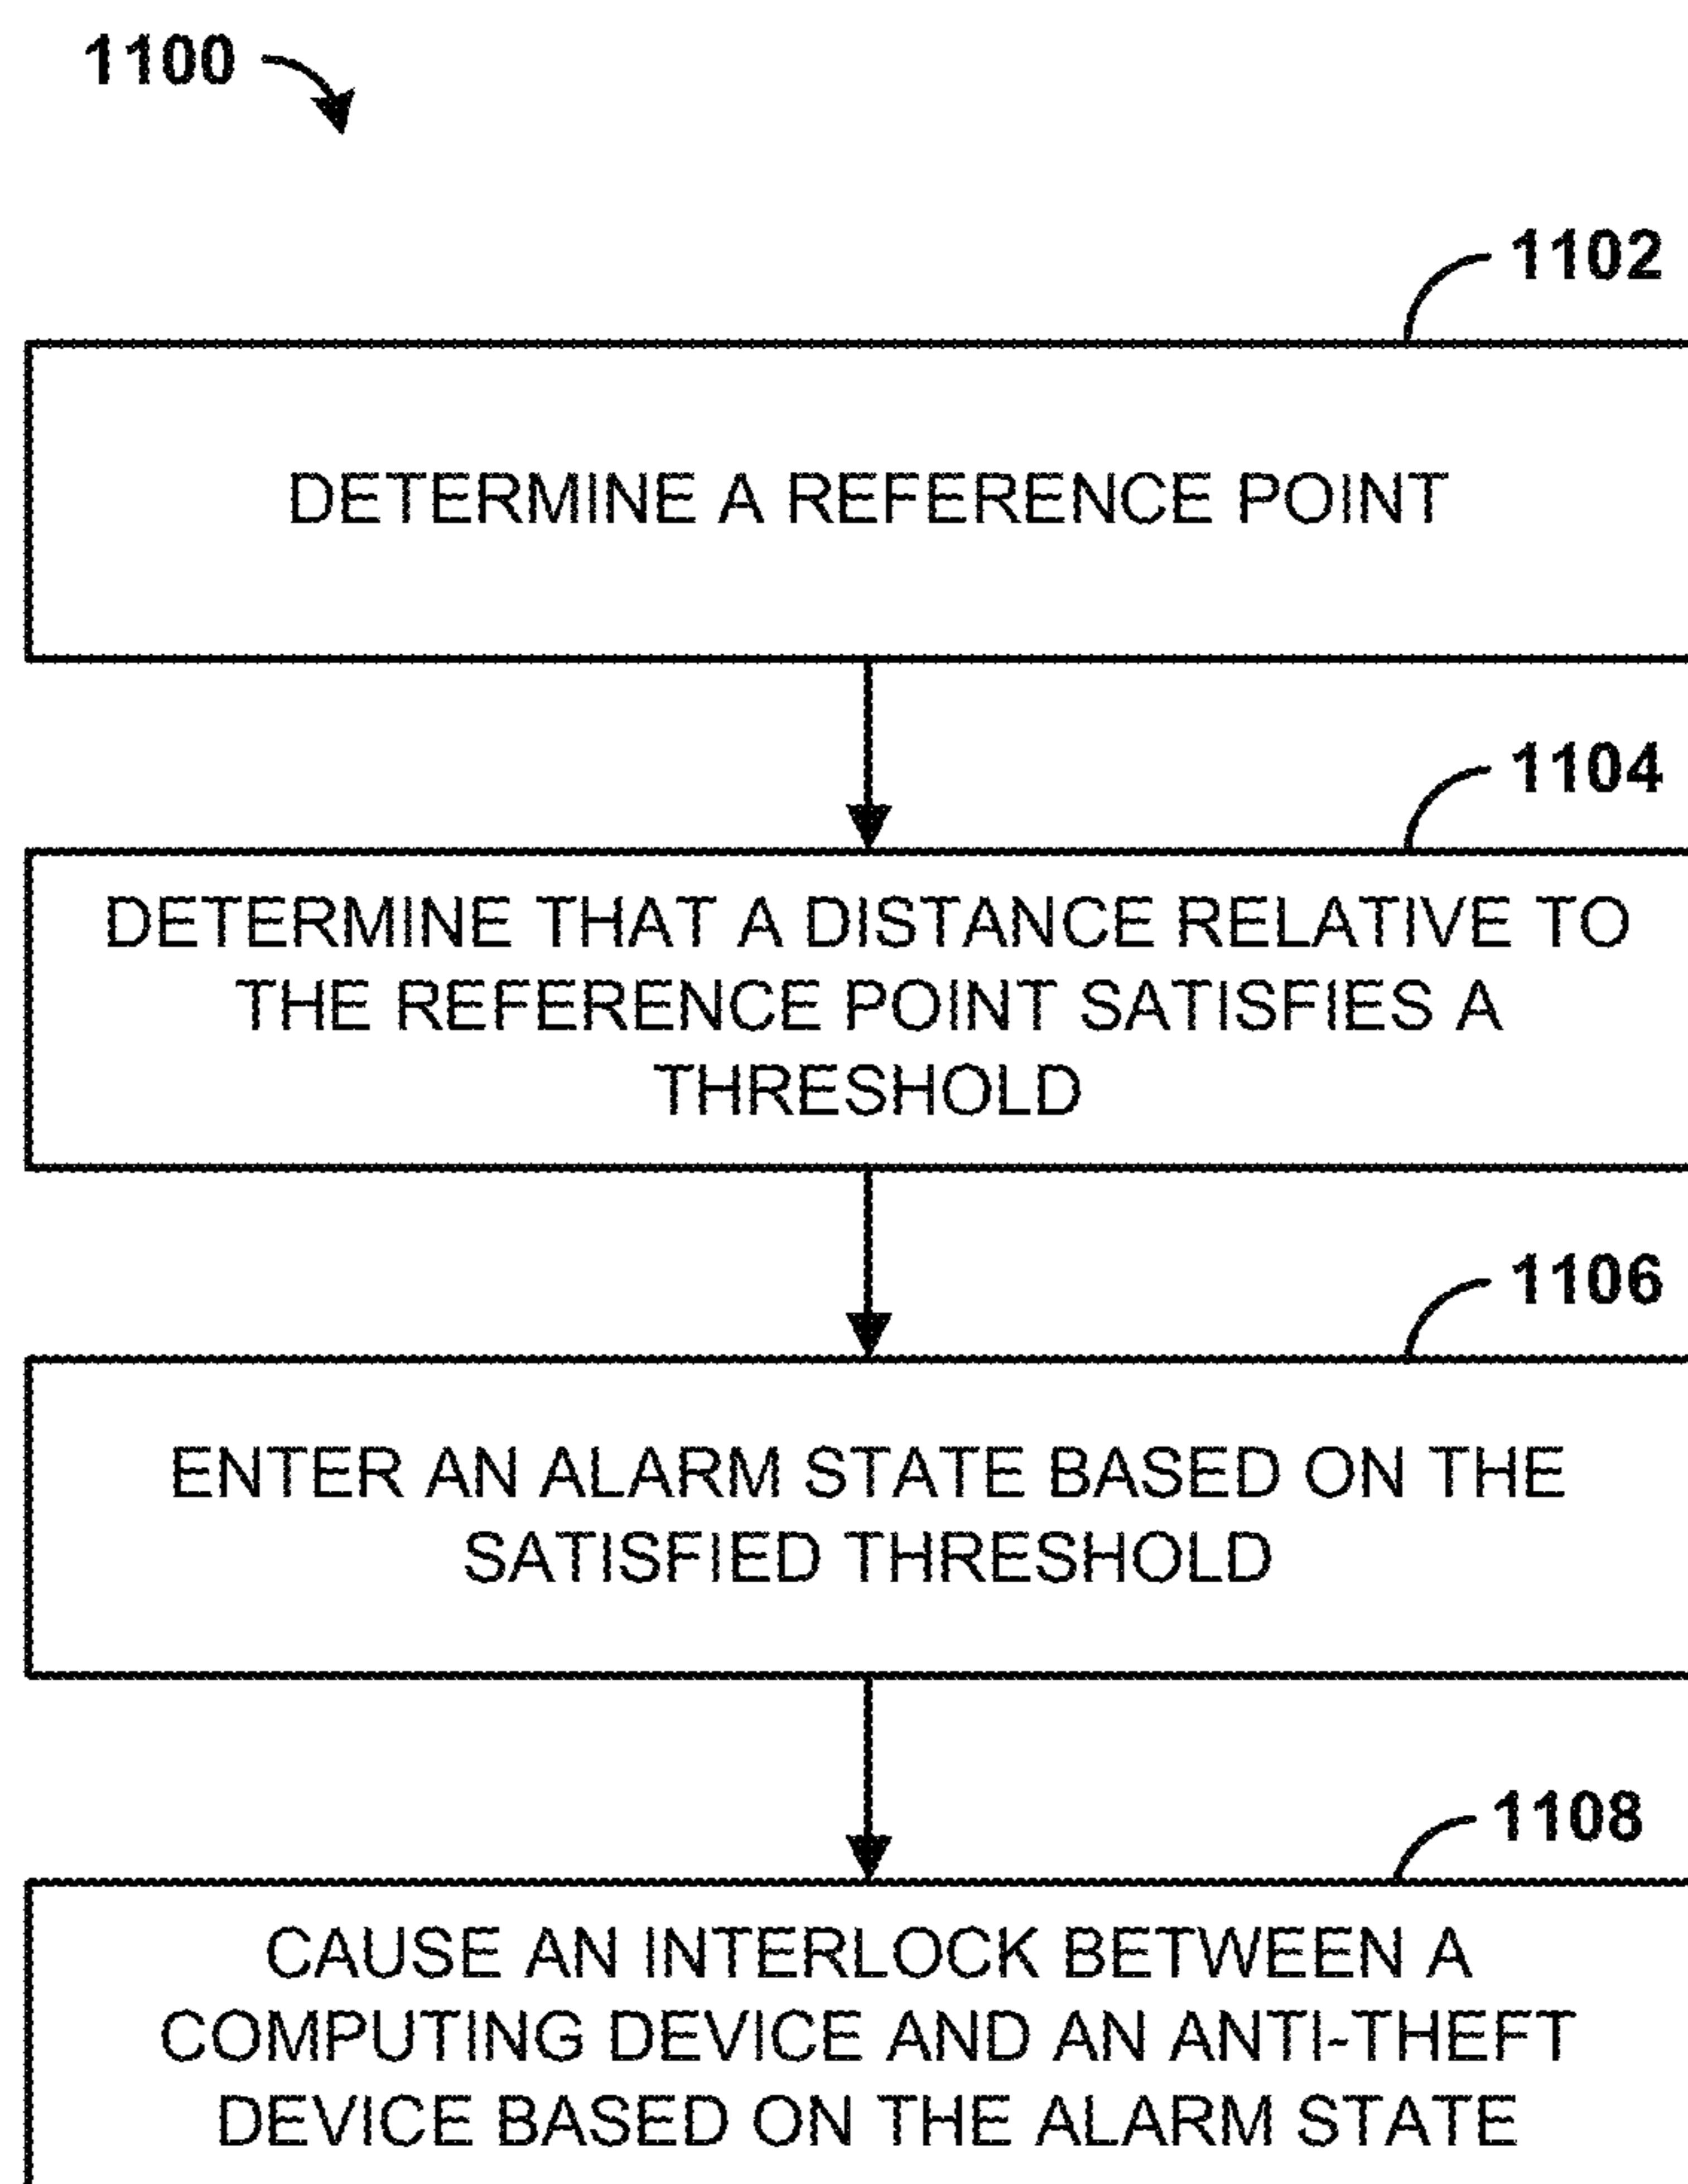 1100
1102
DETERMINE A REFERENCE POINT
1104
DETERMINE THAT A DISTANCE RELATIVE TO
THE REFERENCE POINT SATISFIES A
THRESHOLD
1106
ENTER AN ALARM STATE BASED ON THE
SATISFIED THRESHOLD
1108
CAUSE AN INTERLOCK BETWEEN A
COMPUTING DEVICE AND AN ANTI-THEFT
DEVICE BASED ON THE ALARM STATE